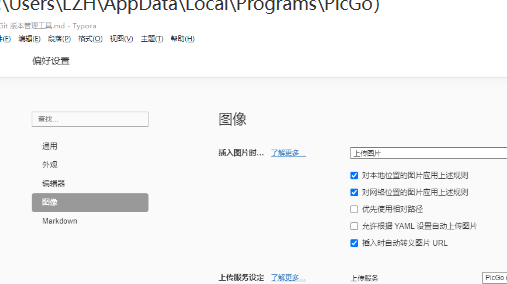 :\Users\LZH\AppData\Local\Programs\PicGo)
Git 版本管理工具.md - Typora
件(F) 编辑(E) 段落(P) 格式(O) 视图(V) 主题(T) 帮助(H)
偏好设置
查找...
通用
外观
编辑器
图像
Markdown
图像
插入图片时... 了解更多... 上传图片
对本地位置的图片应用上述规则
对网络位置的图片应用上述规则
优先使用相对路径
允许根据 YAML 设置自动上传图片
插入时自动转义图片 URL
上传服务设定 了解更多... 上传服务 PicGo